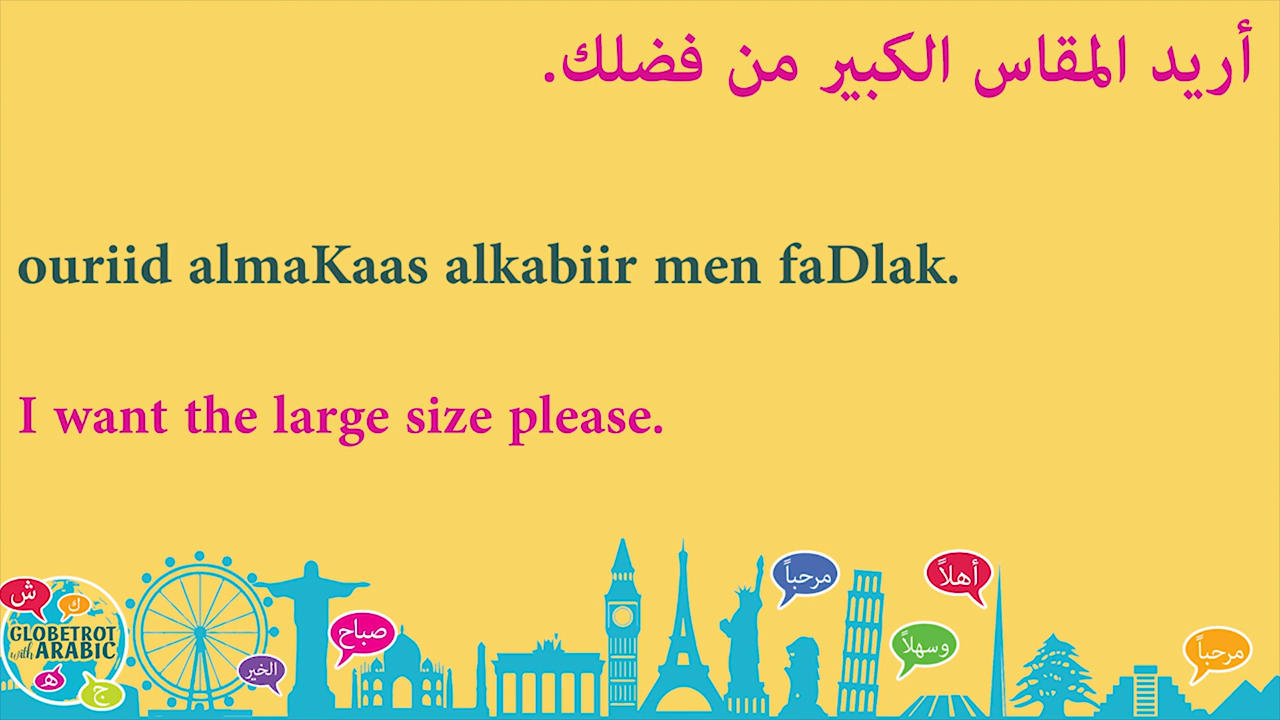 أريد المقاس الكبير من فضلك.
ouriid almaKaas alkabiir men faDlak.
I want the large size please.
مرحباً
أهلاً
ش
ك
صباح
وسهلاً
مرحباً
GLOBETROT
with ARABIC
الخير
ه
ج